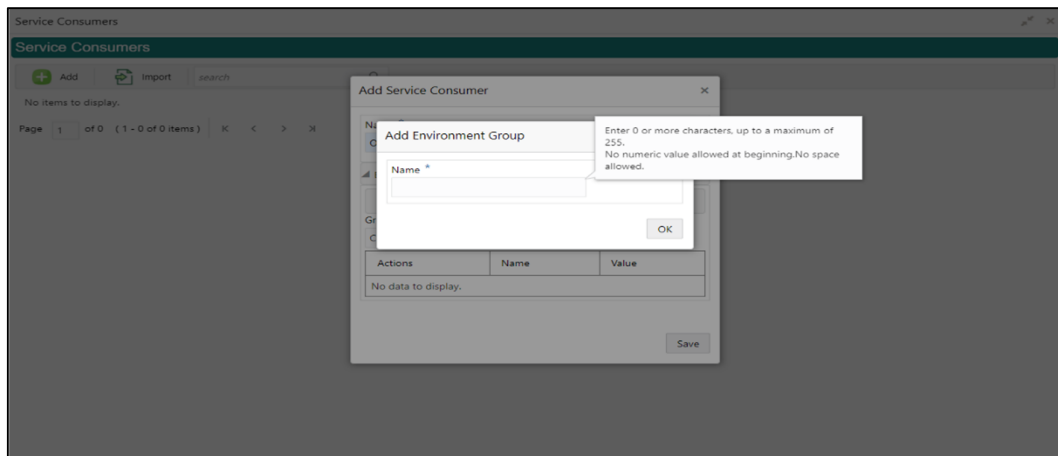 Service Consumers
Service Consumers
Add Import search
No items to display.
Page 1 of 0 (1 - 0 of 0 items)
Add Service Consumer
Add Environment Group
Name *
Enter 0 or more characters, up to a maximum of
255.
No numeric value allowed at beginning.No space
allowed.
OK
Actions Name Value
No data to display.
Save